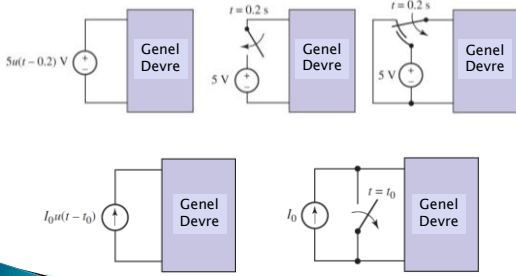 t = 0.2 s
t = 0.2 s
5u(t – 0.2) V
+
–
Genel
Devre
5 V
+
–
Genel
Devre
5 V
+
–
Genel
Devre
I₀u(t – t₀)
Genel
Devre
I₀
t = t₀
Genel
Devre